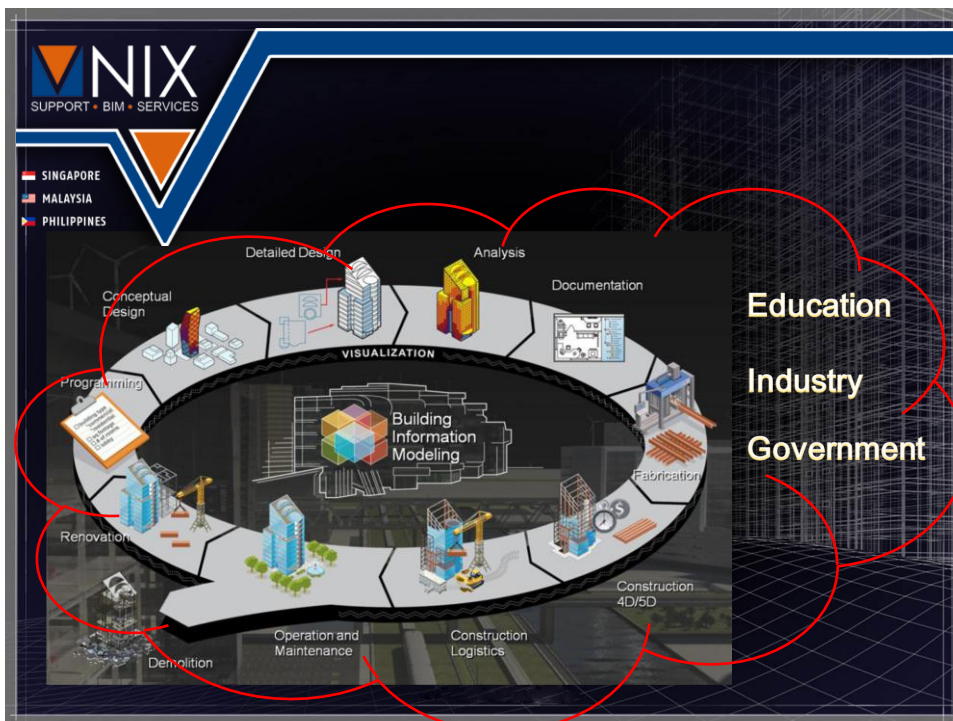 NIX
SUPPORT • BIM • SERVICES
SINGAPORE
MALAYSIA
PHILIPPINES
Detailed Design
Analysis
Conceptual
Design
Documentation
VISUALIZATION
Programming
Building
Information
Modeling
Fabrication
Renovation
Construction
4D/5D
Operation and
Maintenance
Construction
Logistics
Demolition
Education
Industry
Government